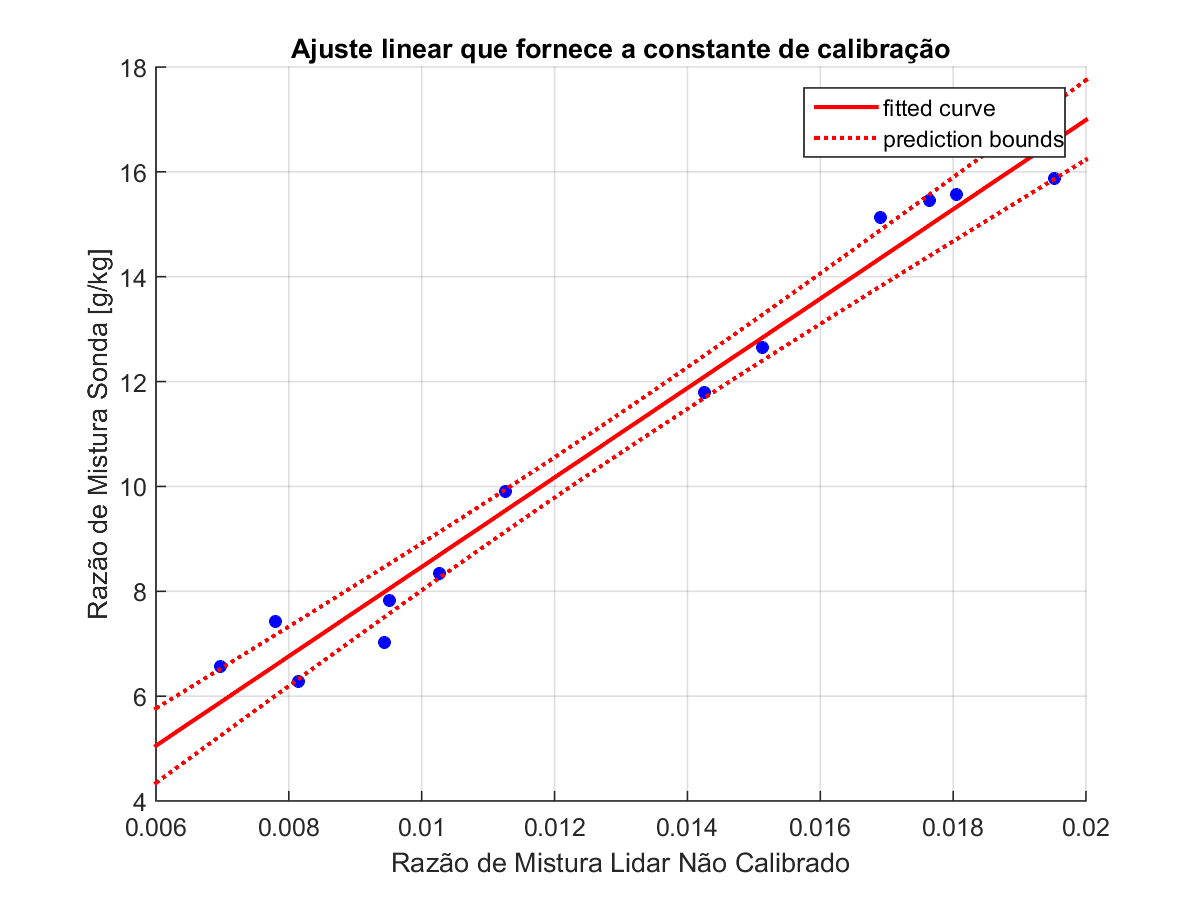 Ajuste linear que fornece a constante de calibração
18
16
14
12
10
8
6
4
fitted curve
prediction bounds
Razão de Mistura Sonda [g/kg]
0.006 0.008 0.01 0.012 0.014 0.016 0.018 0.02
Razão de Mistura Lidar Não Calibrado